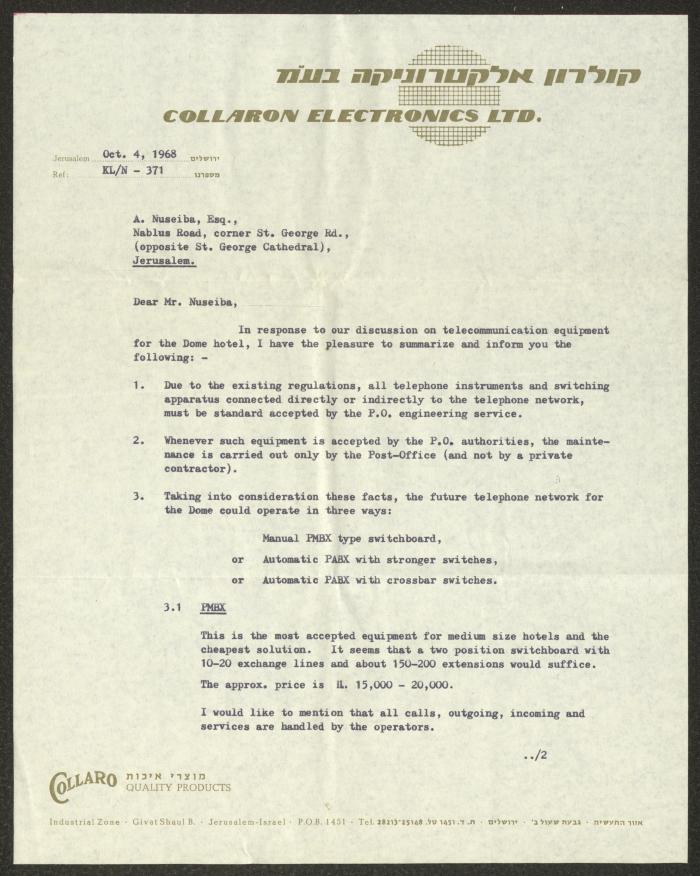 קולרון אלקטרוניקה בע"מ
COLLARON ELECTRONICS LTD.
Jerusalem Oct. 4, 1968 ירושלים
Ref: KL/N - 371 מספרנו
A. Nuseiba, Esq.,
Nablus Road, corner St. George Rd.,
(opposite St. George Cathedral),
Jerusalem.
Dear Mr. Nuseiba,
In response to our discussion on telecommunication equipment
for the Dome hotel, I have the pleasure to summarize and inform you the
following: -
1. Due to the existing regulations, all telephone instruments and switching
apparatus connected directly or indirectly to the telephone network,
must be standard accepted by the P.O. engineering service.
2. Whenever such equipment is accepted by the P.O. authorities, the mainte-
nance is carried out only by the Post-Office (and not by a private
contractor).
3. Taking into consideration these facts, the future telephone network for
the Dome could operate in three ways:
Manual PMBX type switchboard,
or Automatic PABX with stronger switches,
or Automatic PABX with crossbar switches.
3.1 PMBX
This is the most accepted equipment for medium size hotels and the
cheapest solution. It seems that a two position switchboard with
10-20 exchange lines and about 150-200 extensions would suffice.
The approx. price is IL. 15,000 - 20,000.
I would like to mention that all calls, outgoing, incoming and
services are handled by the operators.
../2
COLLARO מוצרי איכות
QUALITY PRODUCTS
Industrial Zone · Givat Shaul B. · Jerusalem-Israel · P.O.B. 1451 · Tel. 28213-25168 .אזור התעשיה · גבעת שאול ב' · ירושלים · ת. ד. 1451 טל